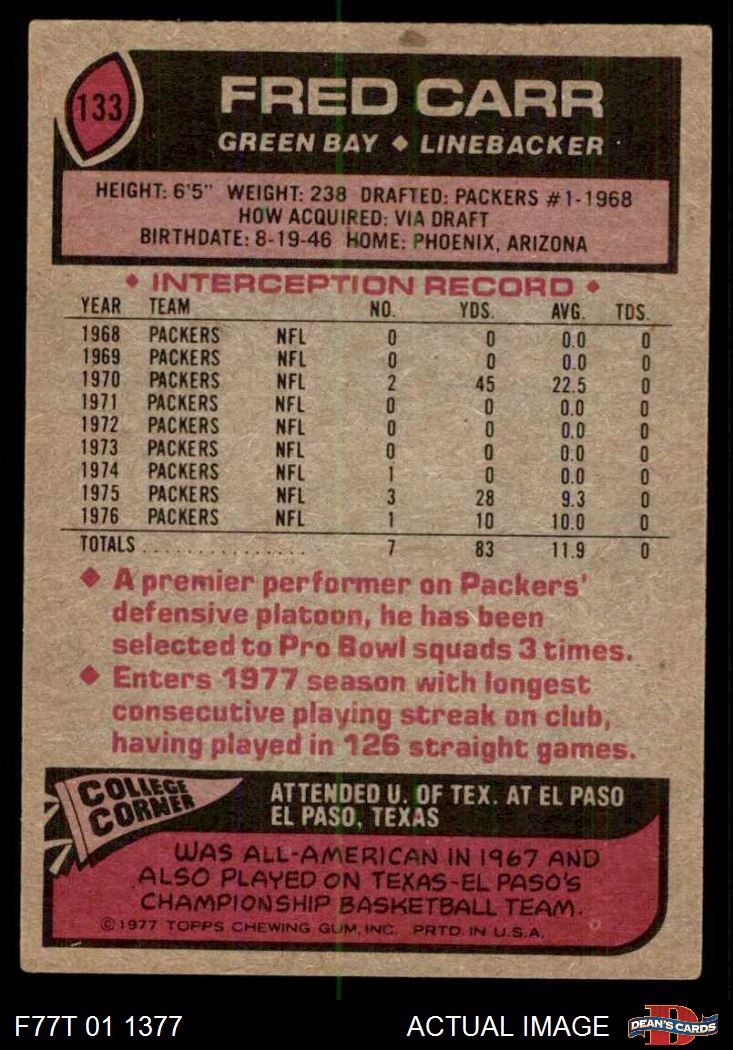 133
FRED CARR
GREEN BAY ◆ LINEBACKER
HEIGHT: 6'5" WEIGHT: 238 DRAFTED: PACKERS #1-1968
HOW ACQUIRED: VIA DRAFT
BIRTHDATE: 8-19-46 HOME: PHOENIX, ARIZONA
◆ INTERCEPTION RECORD ◆
YEAR TEAM NO. YDS. AVG. TDS.
1968 PACKERS NFL 0 0 0.0 0
1969 PACKERS NFL 0 0 0.0 0
1970 PACKERS NFL 2 45 22.5 0
1971 PACKERS NFL 0 0 0.0 0
1972 PACKERS NFL 0 0 0.0 0
1973 PACKERS NFL 0 0 0.0 0
1974 PACKERS NFL 1 0 0.0 0
1975 PACKERS NFL 3 28 9.3 0
1976 PACKERS NFL 1 10 10.0 0
TOTALS................ 7 83 11.9 0
◆ A premier performer on Packers'
defensive platoon, he has been
selected to Pro Bowl squads 3 times.
◆ Enters 1977 season with longest
consecutive playing streak on club,
having played in 126 straight games.
COLLEGE
CORNER
ATTENDED U. OF TEX. AT EL PASO
EL PASO, TEXAS
WAS ALL-AMERICAN IN 1967 AND
ALSO PLAYED ON TEXAS-EL PASO'S
CHAMPIONSHIP BASKETBALL TEAM.
©1977 TOPPS CHEWING GUM, INC. PRTD. IN U.S.A.
F77T 01 1377
ACTUAL IMAGE
D
DEAN'S CARDS